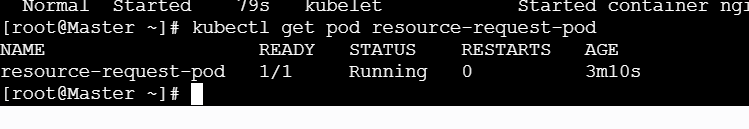 Normal Started 79s kubelet Started container ngi
[root@Master ~]# kubectl get pod resource-request-pod
NAME READY STATUS RESTARTS AGE
resource-request-pod 1/1 Running 0 3m10s
[root@Master ~]#